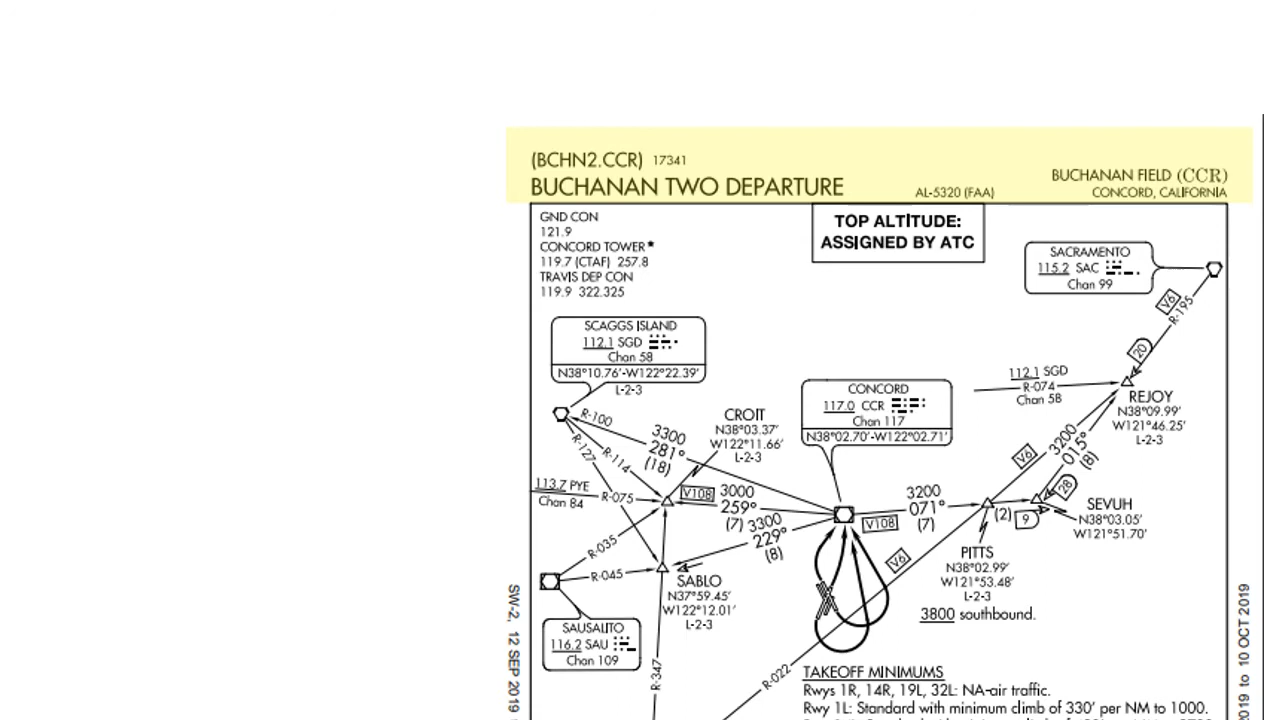 (BCHN2.CCR) 17341
BUCHANAN TWO DEPARTURE
AL-5320 (FAA)
BUCHANAN FIELD (CCR)
CONCORD, CALIFORNIA
GND CON
121.9
CONCORD TOWER★
119.7 (CTAF) 257.8
TRAVIS DEP CON
119.9 322.325
TOP ALTITUDE:
ASSIGNED BY ATC
SACRAMENTO
115.2 SAC
Chan 99
V6
R-195
20
SCAGGS ISLAND
112.1 SGD
Chan 58
N38°10.76'-W122°22.39'
L-2-3
112.1 SGD
R-074
Chan 58
REJOY
N38°09.99'
W121°46.25'
L-2-3
CONCORD
117.0 CCR
Chan 117
N38°02.70'-W122°02.71'
CROIT
N38°03.37'
W122°11.66'
L-2-3
R-100
R-127
R-114
3300
281°
(18)
V6
3200
015°
(8)
28
113.7 PYE
Chan 84
R-075
V108
3000
259°
(7)
3300
229°
(8)
3200
071°
(7)
V108
(2)
9
SEVUH
N38°03.05'
W121°51.70'
R-035
R-045
V6
PITTS
N38°02.99'
W121°53.48'
L-2-3
3800 southbound.
SABLO
N37°59.45'
W122°12.01'
L-2-3
SAUSALITO
116.2 SAU
Chan 109
R-347
R-022
TAKEOFF MINIMUMS
Rwys 1R, 14R, 19L, 32L: NA-air traffic.
Rwy 1L: Standard with minimum climb of 330' per NM to 1000.
SW-2, 12 SEP 2019
10 OCT 2019